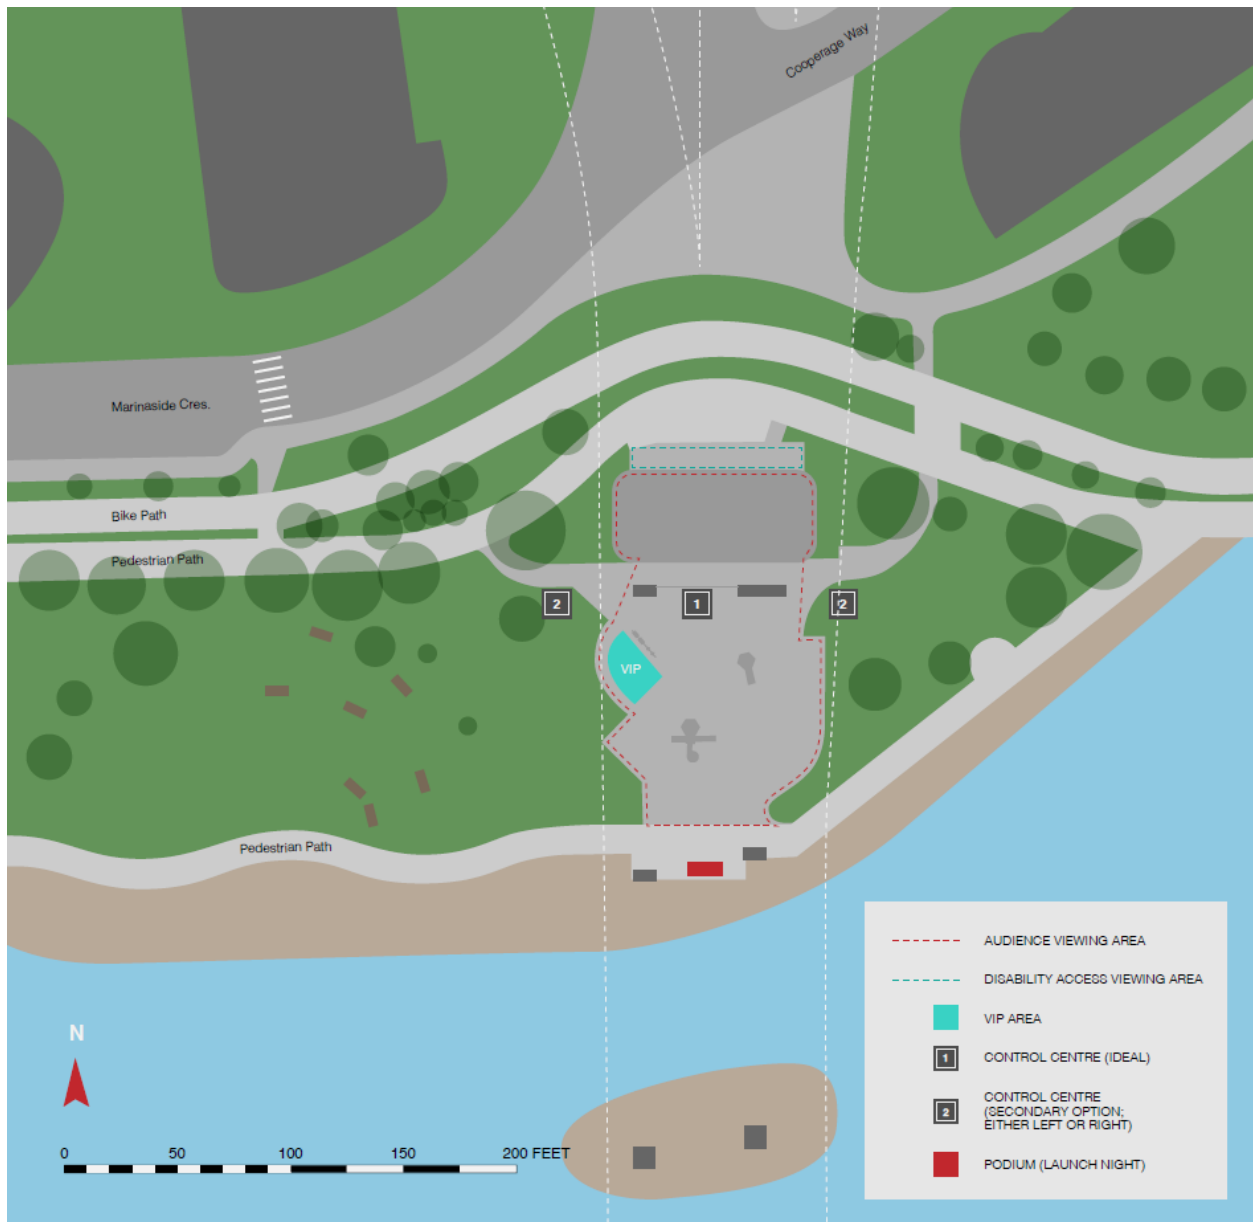 Cooperage Way
Marinaside Cres.
Bike Path
Pedestrian Path
2
1
2
VIP
Pedestrian Path
AUDIENCE VIEWING AREA
DISABILITY ACCESS VIEWING AREA
VIP AREA
1
CONTROL CENTRE (IDEAL)
2
CONTROL CENTRE
(SECONDARY OPTION;
EITHER LEFT OR RIGHT)
PODIUM (LAUNCH NIGHT)
N
0 50 100 150 200 FEET